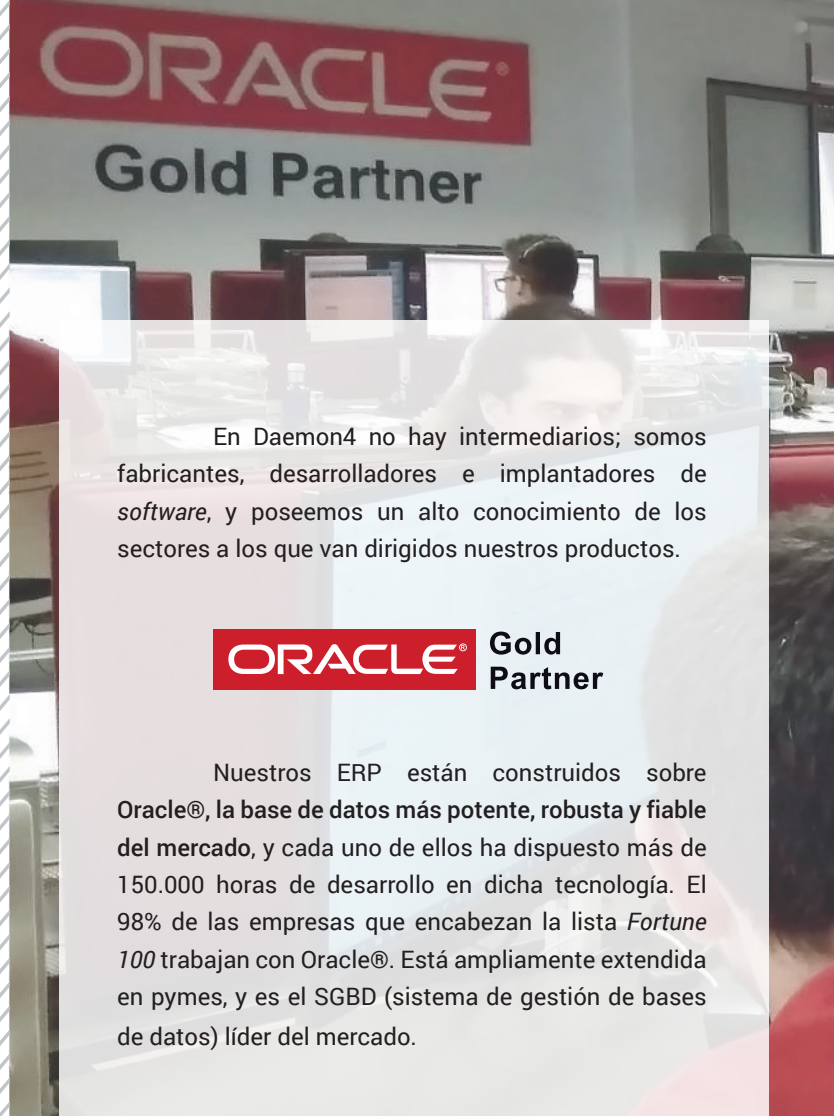 ORACLE®
Gold Partner
En Daemon4 no hay intermediarios; somos
fabricantes, desarrolladores e implantadores de
software, y poseemos un alto conocimiento de los
sectores a los que van dirigidos nuestros productos.
ORACLE® Gold
Partner
Nuestros ERP están construidos sobre
Oracle®, la base de datos más potente, robusta y fiable
del mercado, y cada uno de ellos ha dispuesto más de
150.000 horas de desarrollo en dicha tecnología. El
98% de las empresas que encabezan la lista Fortune
100 trabajan con Oracle®. Está ampliamente extendida
en pymes, y es el SGBD (sistema de gestión de bases
de datos) líder del mercado.